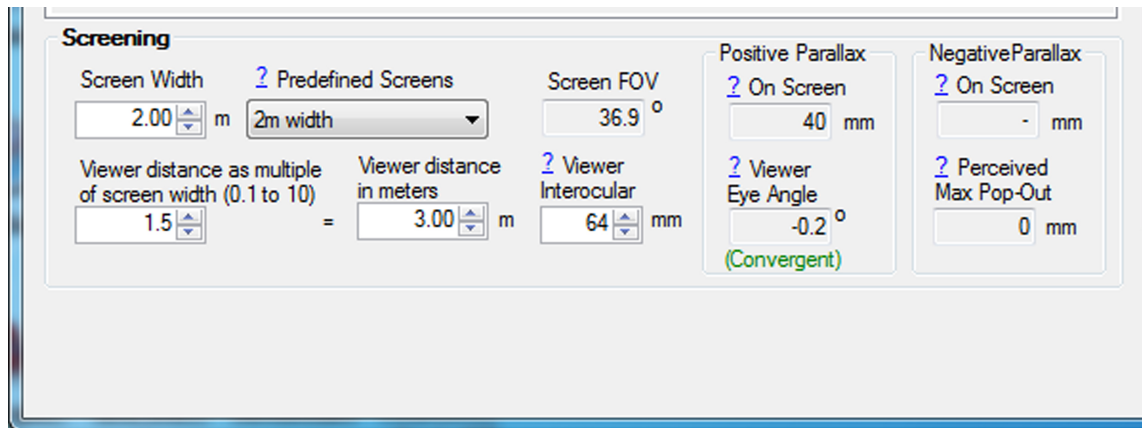 Screening
Screen Width
? Predefined Screens
Screen FOV
2.00 m
2m width
36.9 o
Viewer distance as multiple
of screen width (0.1 to 10)
1.5 =
Viewer distance
in meters
3.00 m
? Viewer
Interocular
64 mm
Positive Parallax
? On Screen
40 mm
? Viewer
Eye Angle
-0.2 o
(Convergent)
NegativeParallax
? On Screen
- mm
? Perceived
Max Pop-Out
0 mm